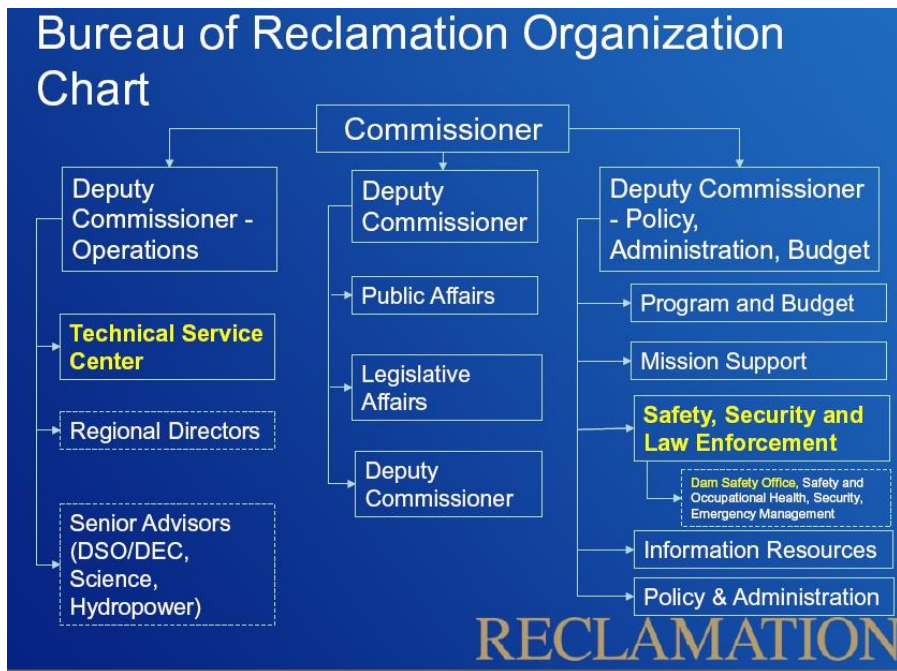 Bureau of Reclamation Organization
Chart
Commissioner
Deputy
Commissioner -
Operations
Technical Service
Center
Regional Directors
Senior Advisors
(DSO/DEC,
Science,
Hydropower)
Deputy
Commissioner
Public Affairs
Legislative
Affairs
Deputy
Commissioner
Deputy Commissioner
- Policy,
Administration, Budget
Program and Budget
Mission Support
Safety, Security and
Law Enforcement
Dam Safety Office, Safety and
Occupational Health, Security,
Emergency Management
Information Resources
Policy & Administration
RECLAMATION